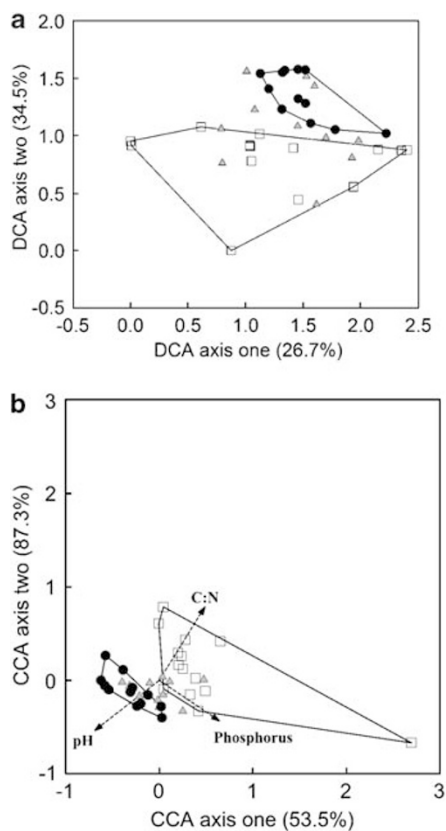 a
2.0
1.5
1.0
0.5
0.0
-0.5
DCA axis two (34.5%)
-0.5 0.0 0.5 1.0 1.5 2.0 2.5
DCA axis one (26.7%)
b
3
2
1
0
-1
CCA axis two (87.3%)
C:N
pH
Phosphorus
-1 0 1 2 3
CCA axis one (53.5%)